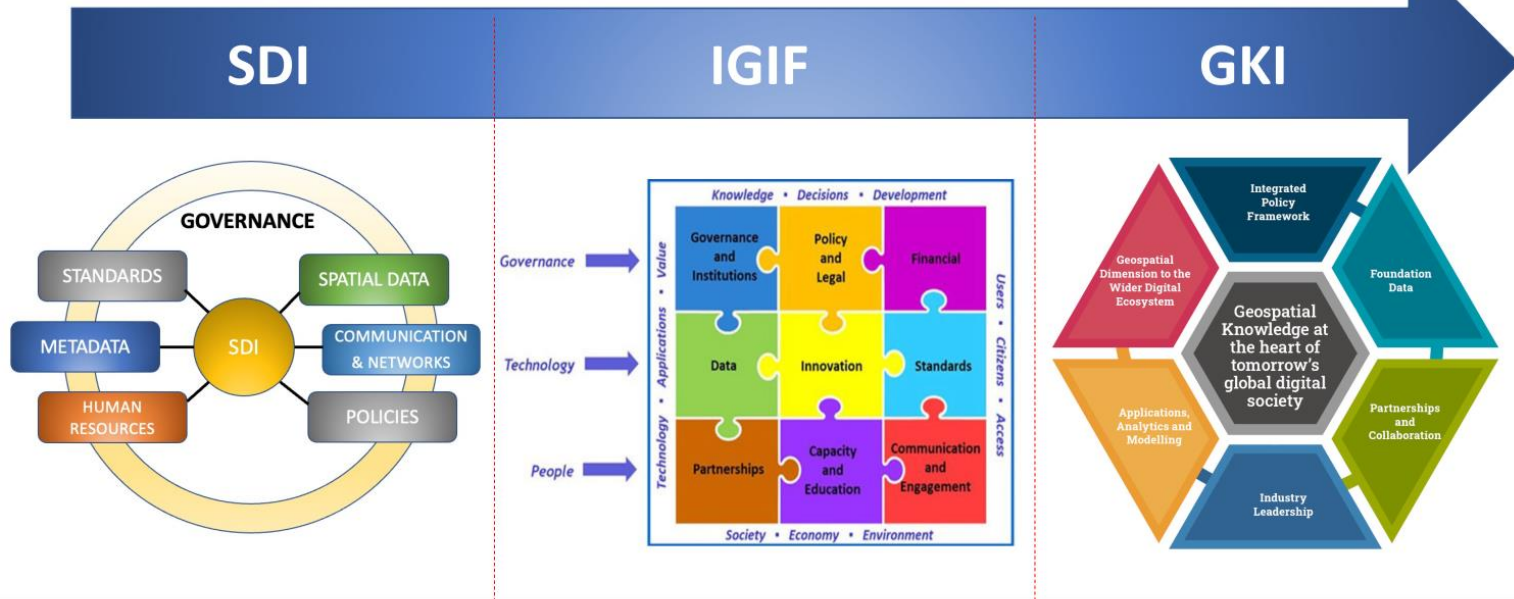 SDI
IGIF
GKI
GOVERNANCE
STANDARDS
SPATIAL DATA
METADATA
SDI
COMMUNICATION
& NETWORKS
HUMAN
RESOURCES
POLICIES
Governance
Technology
People
Knowledge • Decisions • Development
Technology • Applications • Value
Users • Citizens • Access
Society • Economy • Environment
Governance
and
Institutions
Policy
and
Legal
Financial
Data
Innovation
Standards
Partnerships
Capacity
and
Education
Communication
and
Engagement
Integrated
Policy
Framework
Geospatial
Dimension to the
Wider Digital
Ecosystem
Foundation
Data
Geospatial
Knowledge at
the heart of
tomorrow's
global digital
society
Applications,
Analytics and
Modelling
Partnerships
and
Collaboration
Industry
Leadership